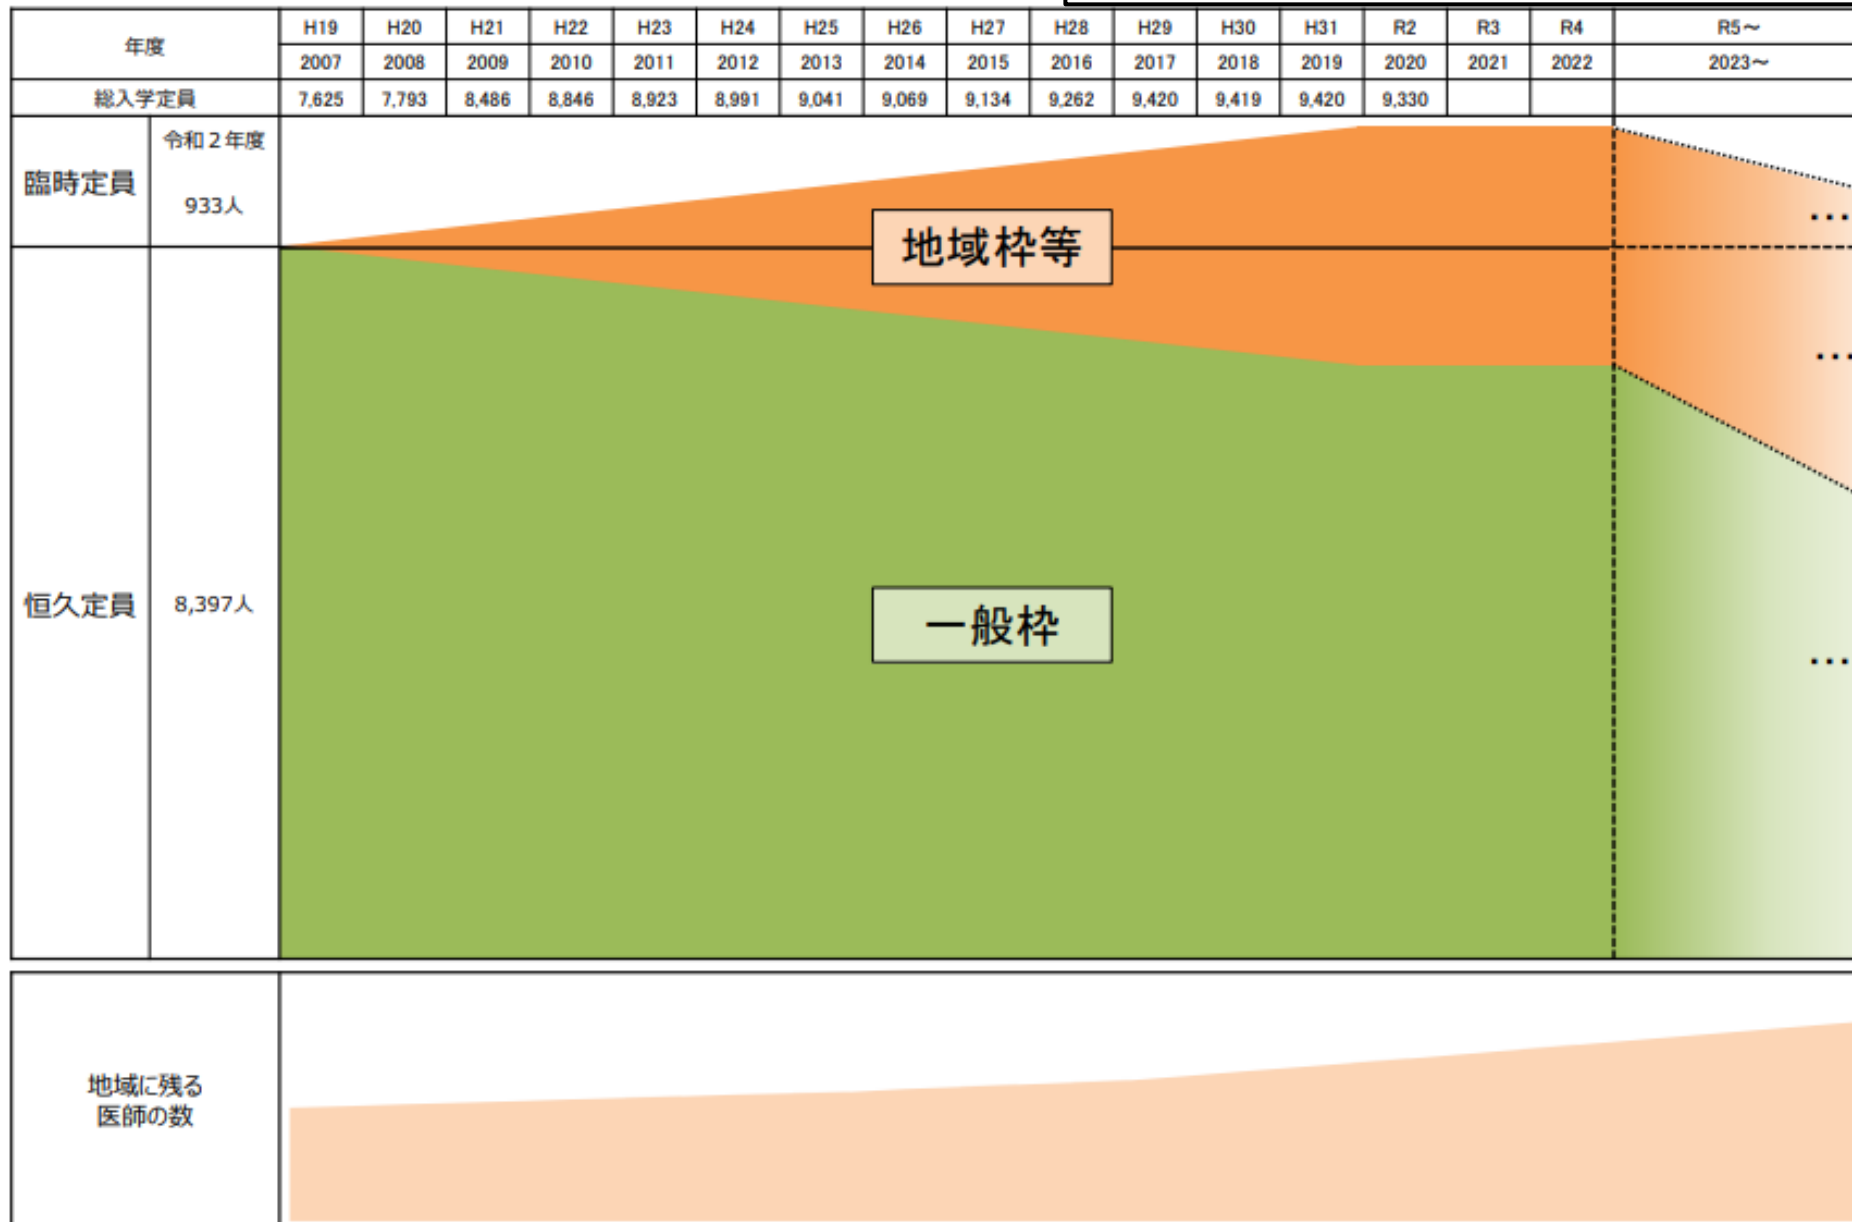 年度
H19 H20 H21 H22 H23 H24 H25 H26 H27 H28 H29 H30 H31 R2 R3 R4 R5～
2007 2008 2009 2010 2011 2012 2013 2014 2015 2016 2017 2018 2019 2020 2021 2022 2023～
総入学定員 7,625 7,793 8,486 8,846 8,923 8,991 9,041 9,069 9,134 9,262 9,420 9,419 9,420 9,330
臨時定員
令和２年度
933人
地域枠等
…
…
恒久定員
8,397人
一般枠
…
地域に残る
医師の数